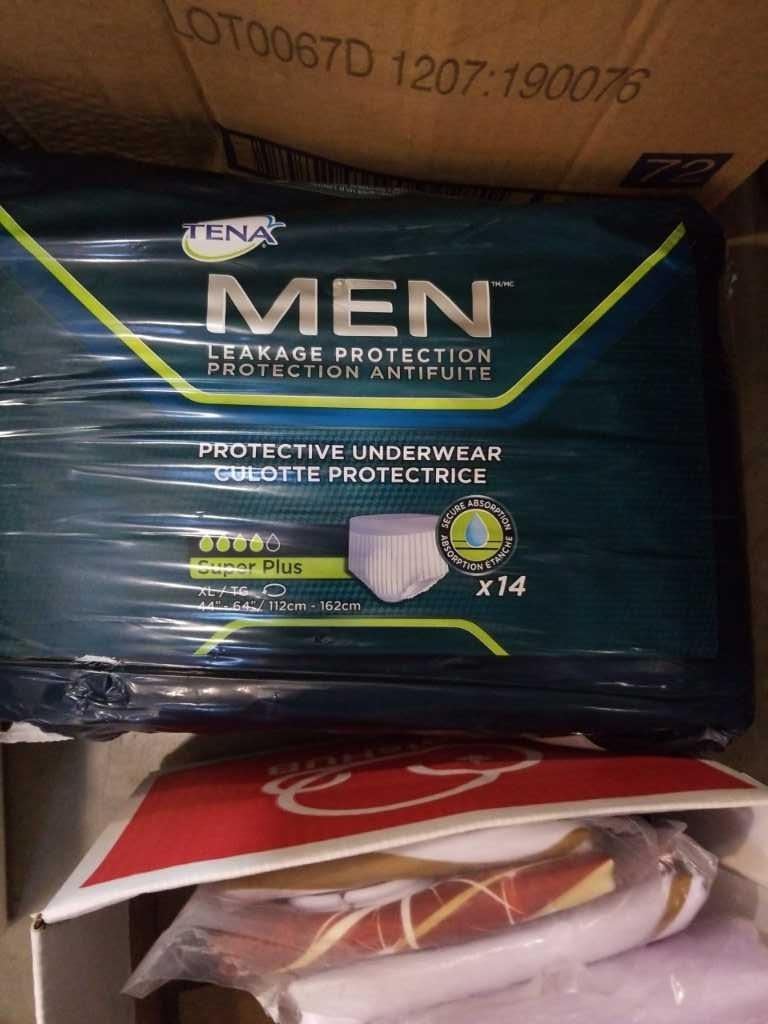 LOT0067D 1207:190076
72
TENA
MEN TM/MC
LEAKAGE PROTECTION
PROTECTION ANTIFUITE
PROTECTIVE UNDERWEAR
CULOTTE PROTECTRICE
SECURE ABSORPTION
ABSORPTION ÉTANCHE
Super Plus
x14
XL / TG
44" - 64" / 112cm - 162cm